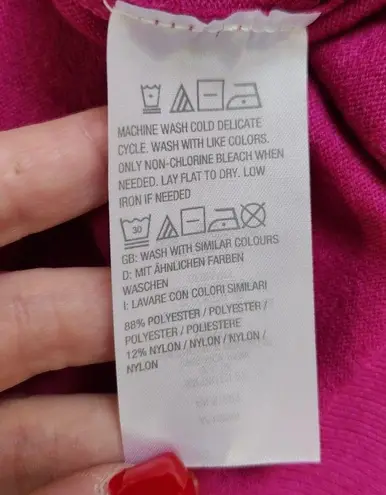 MACHINE WASH COLD DELICATE
CYCLE. WASH WITH LIKE COLORS.
ONLY NON-CHLORINE BLEACH WHEN
NEEDED. LAY FLAT TO DRY. LOW
IRON IF NEEDED
30
GB: WASH WITH SIMILAR COLOURS
D: MIT ÄHNLICHEN FARBEN
WASCHEN
I: LAVARE CON COLORI SIMILARI
88% POLYESTER / POLYESTER /
POLYESTER / POLIESTERE
12% NYLON / NYLON / NYLON /
NYLON